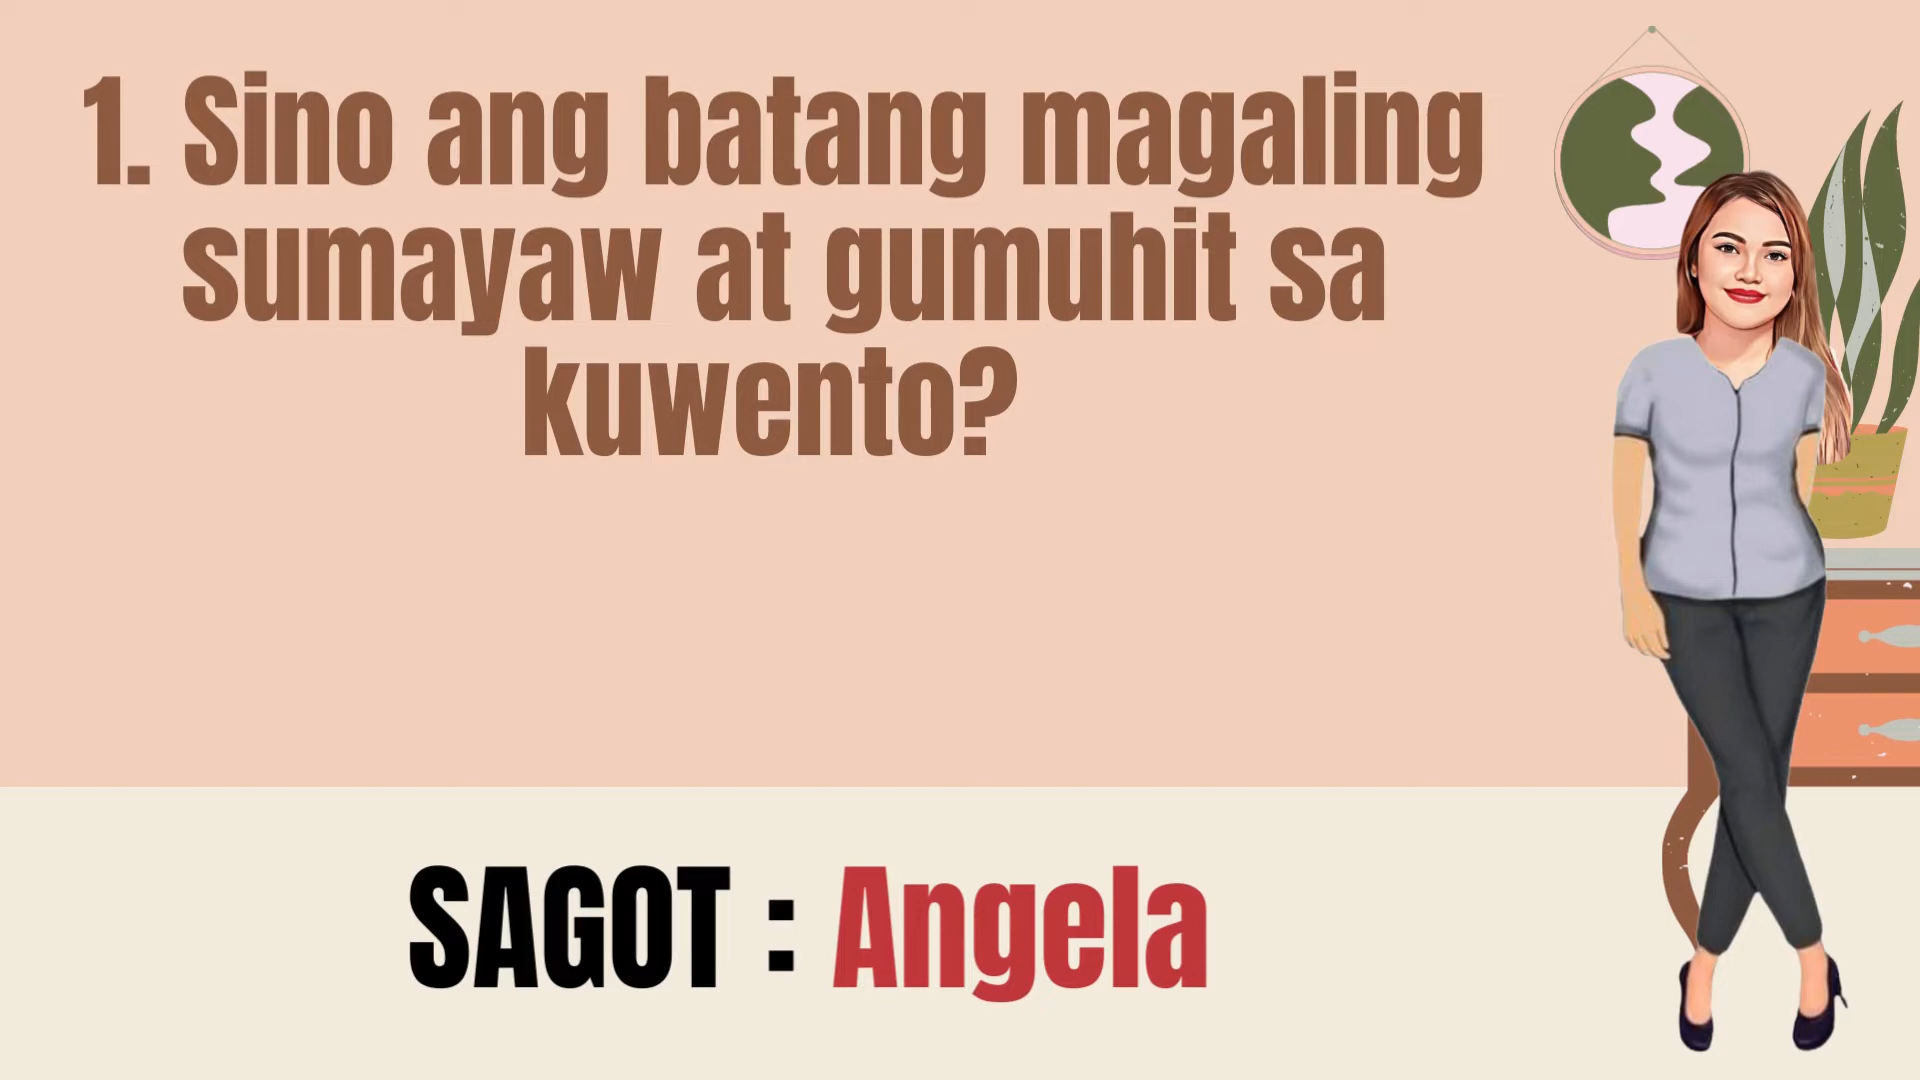 1. Sino ang batang magaling
sumayaw at gumuhit sa
kuwento?
SAGOT : Angela